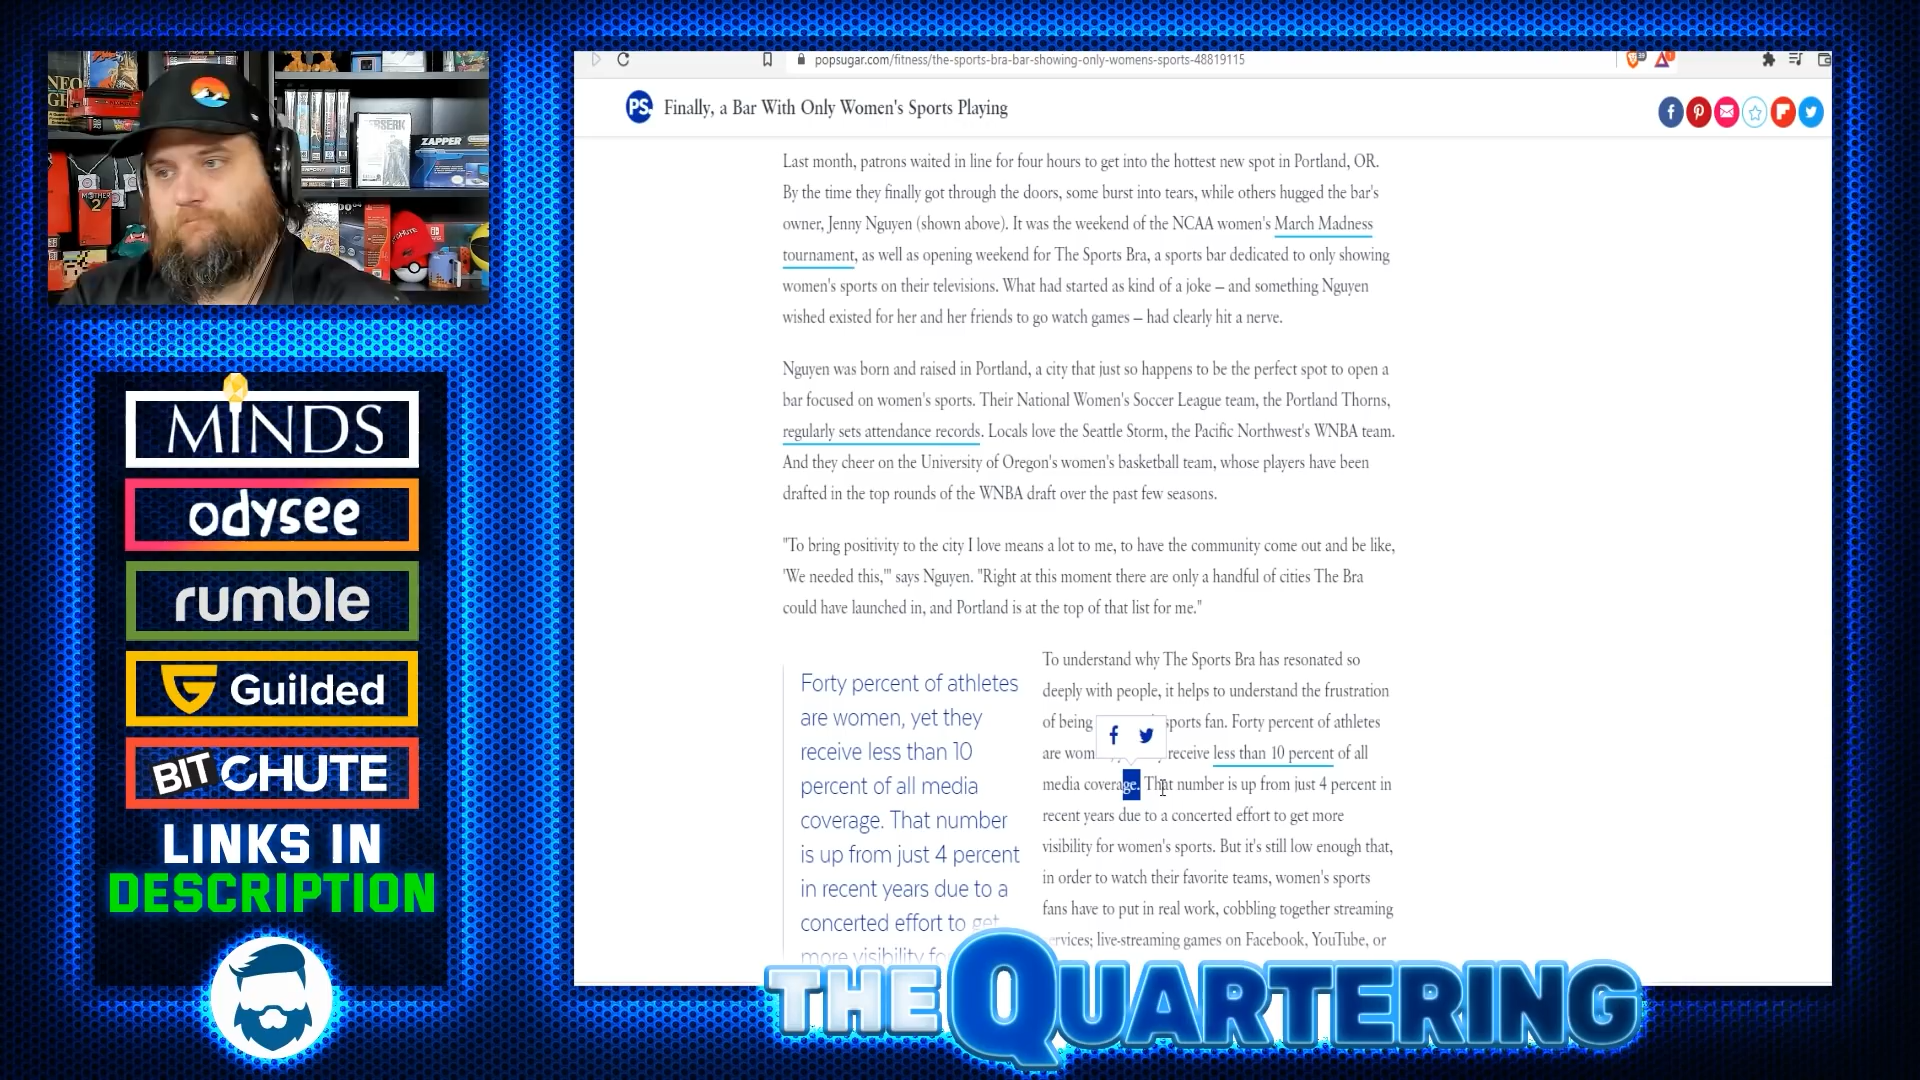 NEO
BERSERK
ZAPPER
MOTHER
2
MINDS
odysee
rumble
Guilded
BITCHUTE
LINKS IN
DESCRIPTION
popsugar.com/fitness/the-sports-bra-bar-showing-only-womens-sports-48819115
PS.
Finally, a Bar With Only Women's Sports Playing
Last month, patrons waited in line for four hours to get into the hottest new spot in Portland, OR.
By the time they finally got through the doors, some burst into tears, while others hugged the bar's
owner, Jenny Nguyen (shown above). It was the weekend of the NCAA women's March Madness
tournament, as well as opening weekend for The Sports Bra, a sports bar dedicated to only showing
women's sports on their televisions. What had started as kind of a joke – and something Nguyen
wished existed for her and her friends to go watch games – had clearly hit a nerve.
Nguyen was born and raised in Portland, a city that just so happens to be the perfect spot to open a
bar focused on women's sports. Their National Women's Soccer League team, the Portland Thorns,
regularly sets attendance records. Locals love the Seattle Storm, the Pacific Northwest's WNBA team.
And they cheer on the University of Oregon's women's basketball team, whose players have been
drafted in the top rounds of the WNBA draft over the past few seasons.
"To bring positivity to the city I love means a lot to me, to have the community come out and be like,
'We needed this,'" says Nguyen. "Right at this moment there are only a handful of cities The Bra
could have launched in, and Portland is at the top of that list for me."
Forty percent of athletes
are women, yet they
receive less than 10
percent of all media
coverage. That number
is up from just 4 percent
in recent years due to a
concerted effort to get
more visibility fo
To understand why The Sports Bra has resonated so
deeply with people, it helps to understand the frustration
of being sports fan. Forty percent of athletes
are wom receive less than 10 percent of all
media coverage. That number is up from just 4 percent in
recent years due to a concerted effort to get more
visibility for women's sports. But it's still low enough that,
in order to watch their favorite teams, women's sports
fans have to put in real work, cobbling together streaming
services; live-streaming games on Facebook, YouTube, or
THE QUARTERING